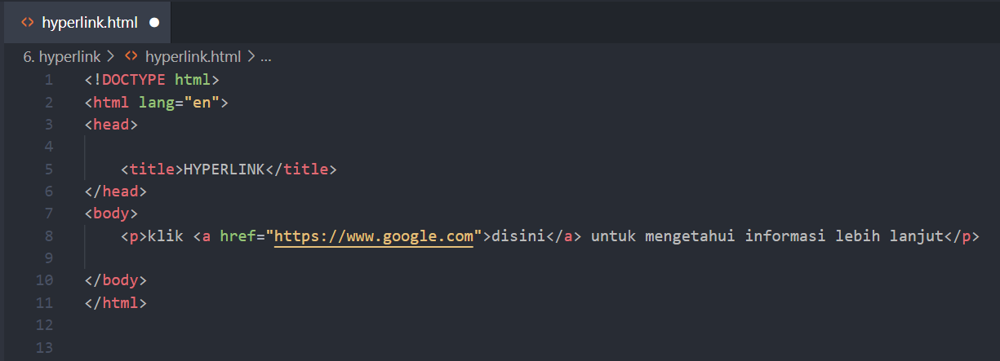 hyperlink.html
6. hyperlink > hyperlink.html > ...
1 <!DOCTYPE html>
2 <html lang="en">
3 <head>
4
5 <title>HYPERLINK</title>
6 </head>
7 <body>
8 <p>klik <a href="https://www.google.com">disini</a> untuk mengetahui informasi lebih lanjut</p>
9
10 </body>
11 </html>
12
13